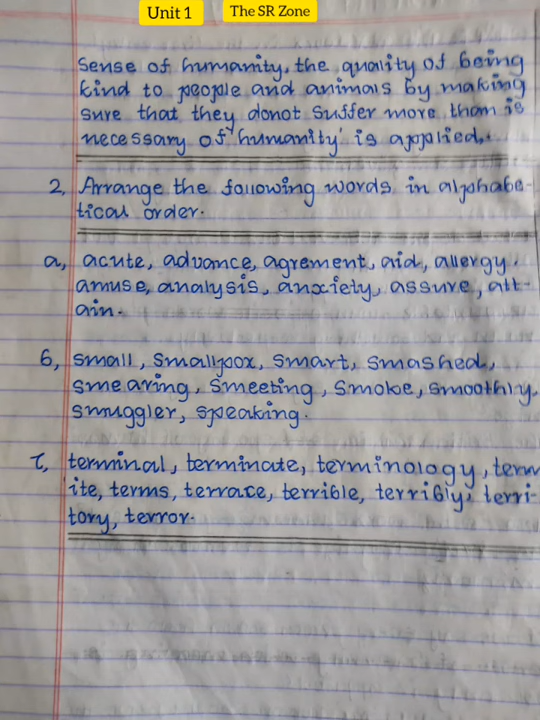 Unit 1
The SR Zone
sense of humanity, the quality of being
kind to people and animals by making
sure that they donot suffer more than is
necessary of 'humanity' is applied.
2, Arrange the following words in alphabe-
tical order.
a, acute, advance, agrement, aid, allergy,
amuse, analysis, anxiety, assure, att-
ain.
b, small, smallpox, smart, smashed,
smearing, smeeting, smoke, smoothly,
smuggler, speaking.
c, terminal, terminate, terminology, term
ite, terms, terrace, terrible, terribly, terri-
tory, terror.